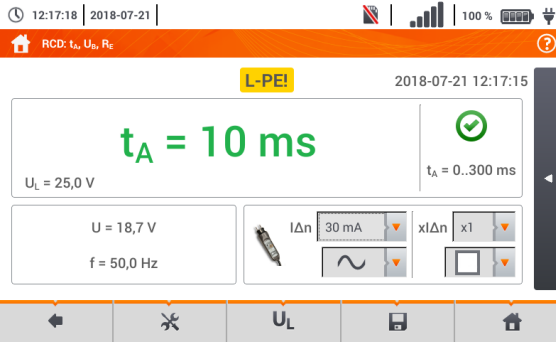 12:17:18 2018-07-21 100 %
RCD: tA, UB, RE
L-PE! 2018-07-21 12:17:15
tA = 10 ms
tA = 0..300 ms
UL = 25,0 V
U = 18,7 V
f = 50,0 Hz
IΔn 30 mA xIΔn x1
UL